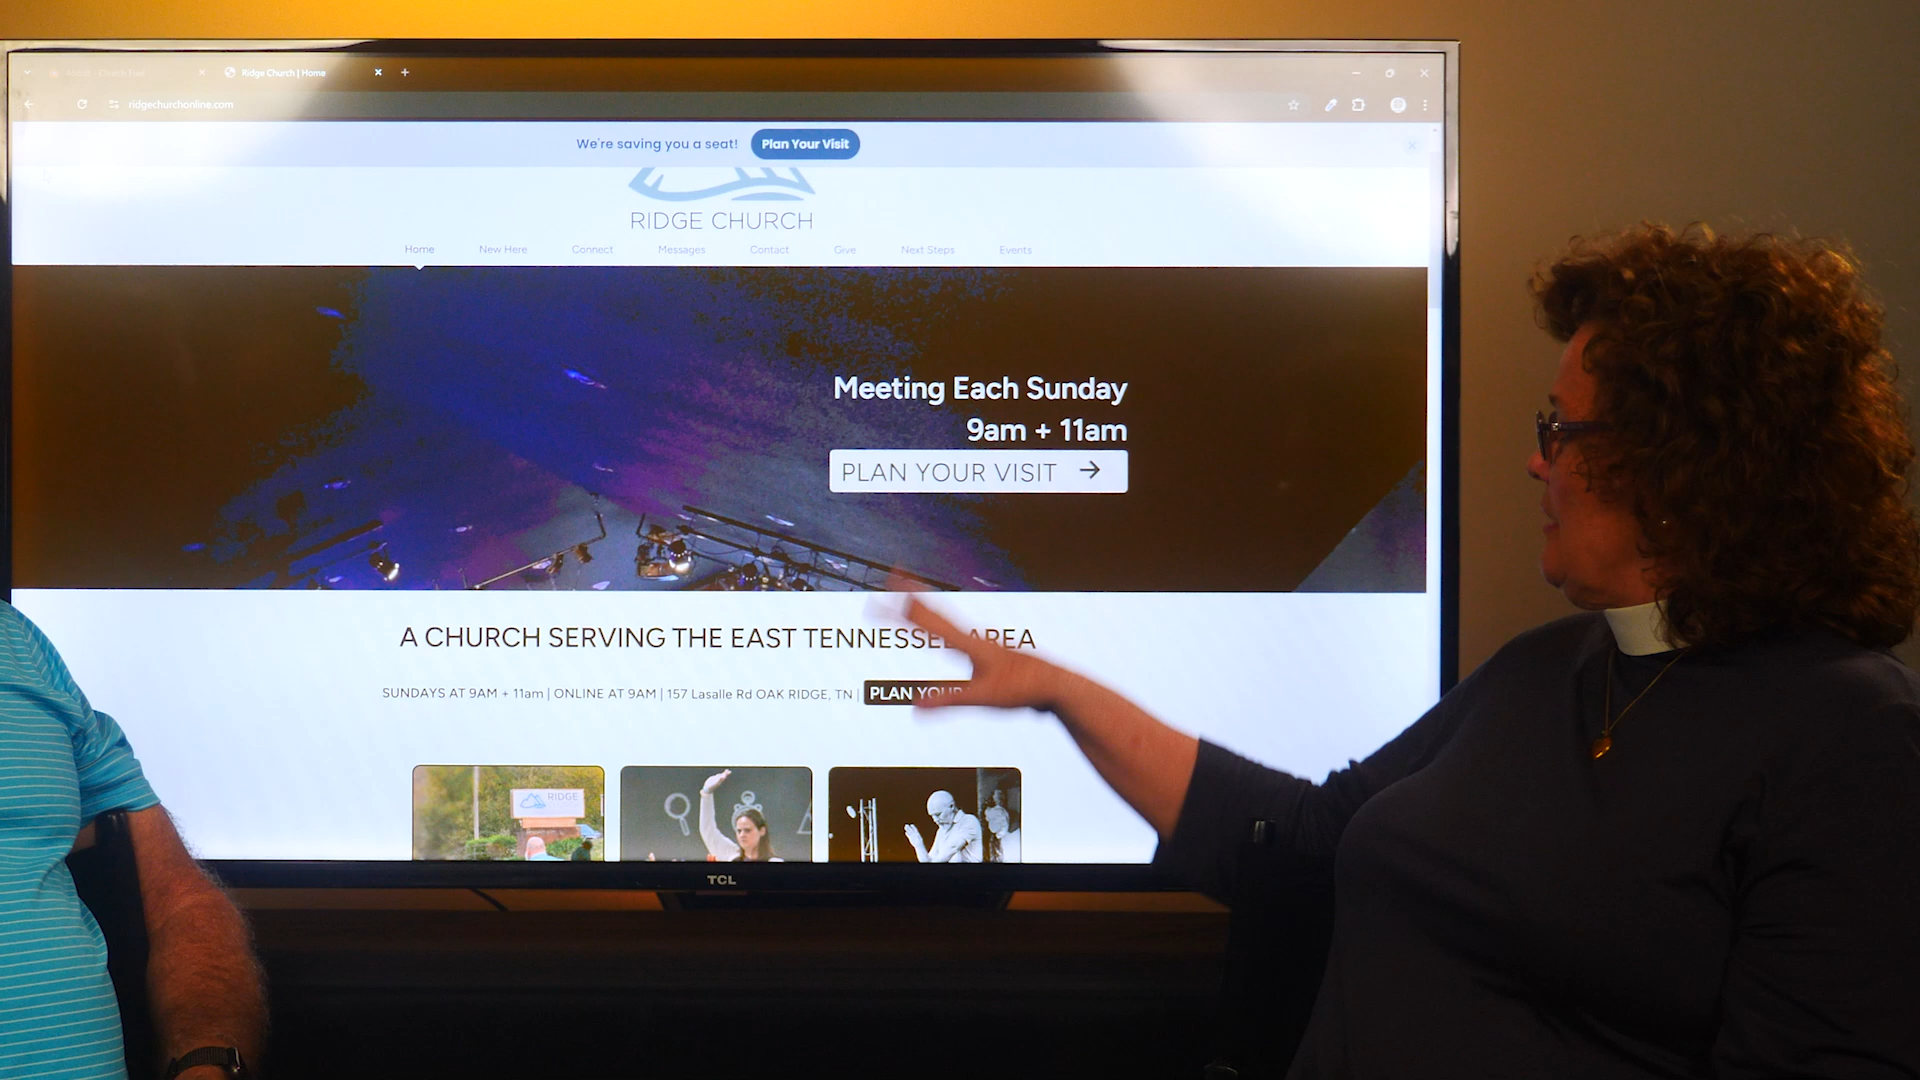 Ridge Church | Home
ridgechurchonline.com
We're saving you a seat! Plan Your Visit
RIDGE CHURCH
Home New Here Connect Messages Contact Give Next Steps Events
Meeting Each Sunday
9am + 11am
PLAN YOUR VISIT →
A CHURCH SERVING THE EAST TENNESSEE AREA
SUNDAYS AT 9AM + 11am | ONLINE AT 9AM | 157 Lasalle Rd OAK RIDGE, TN | PLAN YOUR
RIDGE
TCL